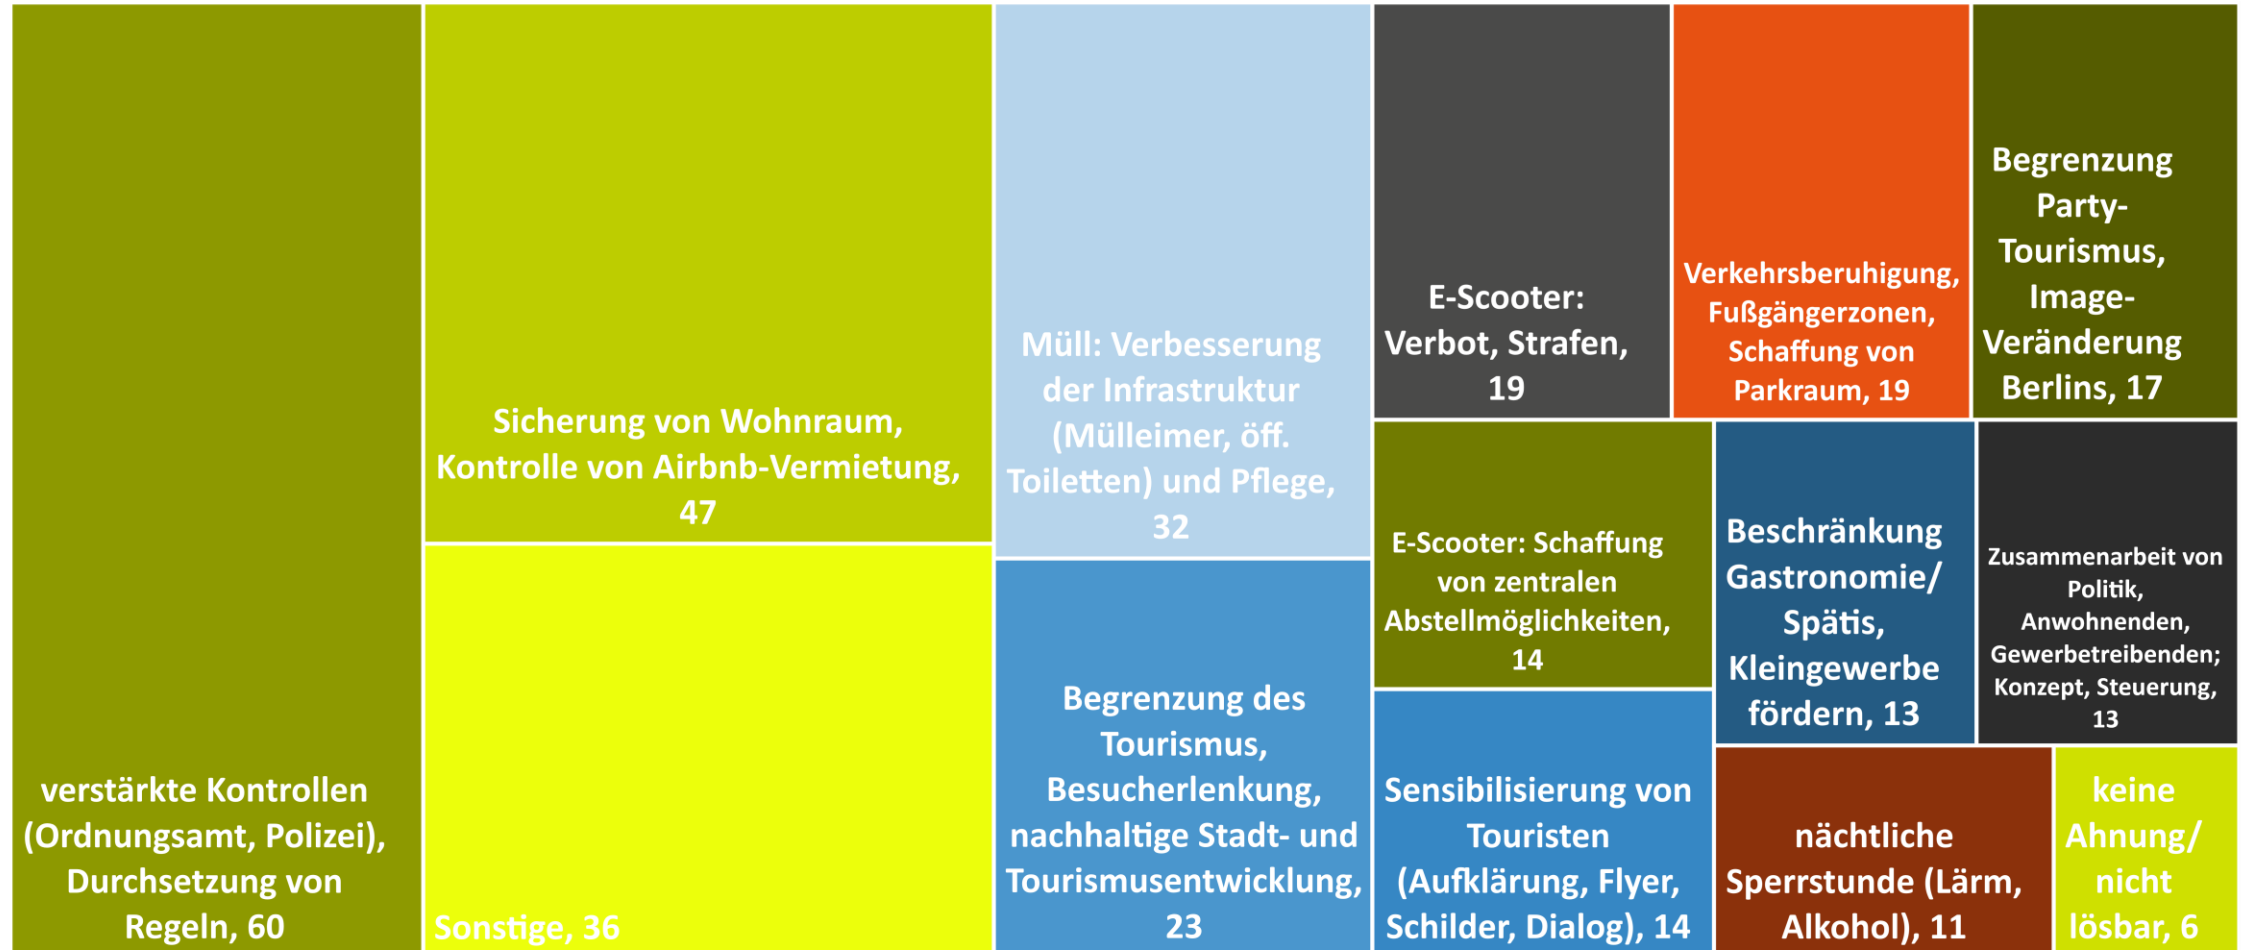 verstärkte Kontrollen
(Ordnungsamt, Polizei),
Durchsetzung von
Regeln, 60
Sicherung von Wohnraum,
Kontrolle von Airbnb-Vermietung,
47
Sonstige, 36
Müll: Verbesserung
der Infrastruktur
(Mülleimer, öff.
Toiletten) und Pflege,
32
Begrenzung des
Tourismus,
Besucherlenkung,
nachhaltige Stadt- und
Tourismusentwicklung,
23
E-Scooter:
Verbot, Strafen,
19
Verkehrsberuhigung,
Fußgängerzonen,
Schaffung von
Parkraum, 19
Begrenzung
Party-
Tourismus,
Image-
Veränderung
Berlins, 17
E-Scooter: Schaffung
von zentralen
Abstellmöglichkeiten,
14
Sensibilisierung von
Touristen
(Aufklärung, Flyer,
Schilder, Dialog), 14
Beschränkung
Gastronomie/
Spätis,
Kleingewerbe
fördern, 13
Zusammenarbeit von
Politik,
Anwohnenden,
Gewerbetreibenden;
Konzept, Steuerung,
13
nächtliche
Sperrstunde (Lärm,
Alkohol), 11
keine
Ahnung/
nicht
lösbar, 6